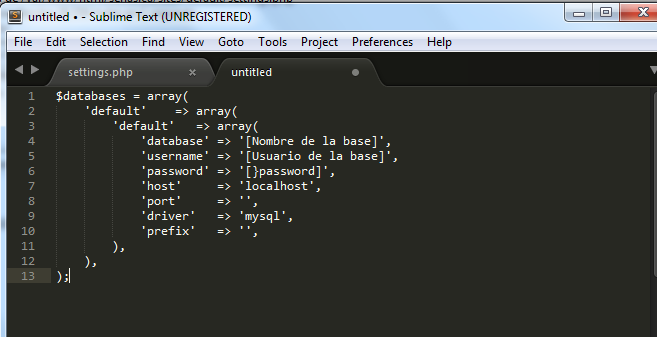 untitled • - Sublime Text (UNREGISTERED)
File Edit Selection Find View Goto Tools Project Preferences Help
settings.php × untitled
1 $databases = array(
2 'default' => array(
3 'default' => array(
4 'database' => '[Nombre de la base]',
5 'username' => '[Usuario de la base]',
6 'password' => '[}password]',
7 'host' => 'localhost',
8 'port' => '',
9 'driver' => 'mysql',
10 'prefix' => '',
11 ),
12 ),
13 );